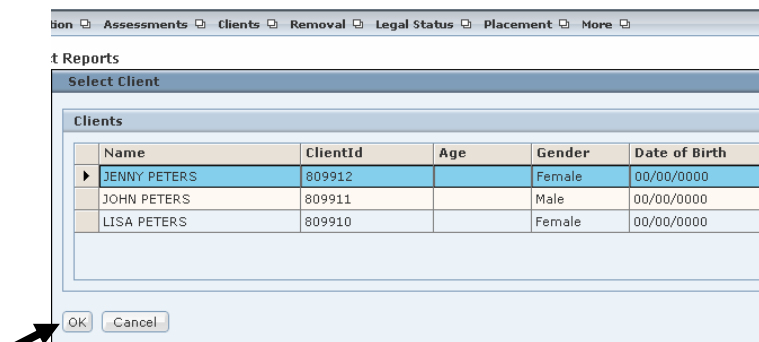 tion Assessments Clients Removal Legal Status Placement More
t Reports
Select Client
Clients
Name ClientId Age Gender Date of Birth
JENNY PETERS 809912 Female 00/00/0000
JOHN PETERS 809911 Male 00/00/0000
LISA PETERS 809910 Female 00/00/0000
OK Cancel